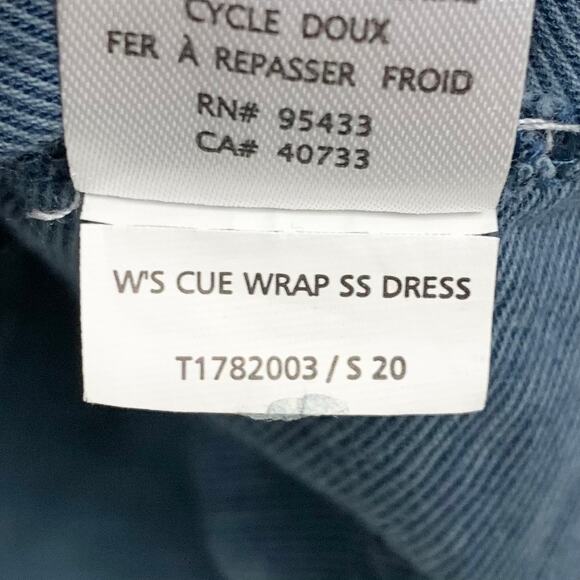 CYCLE DOUX
FER À REPASSER FROID
RN# 95433
CA# 40733
W'S CUE WRAP SS DRESS
T1782003 / S 20